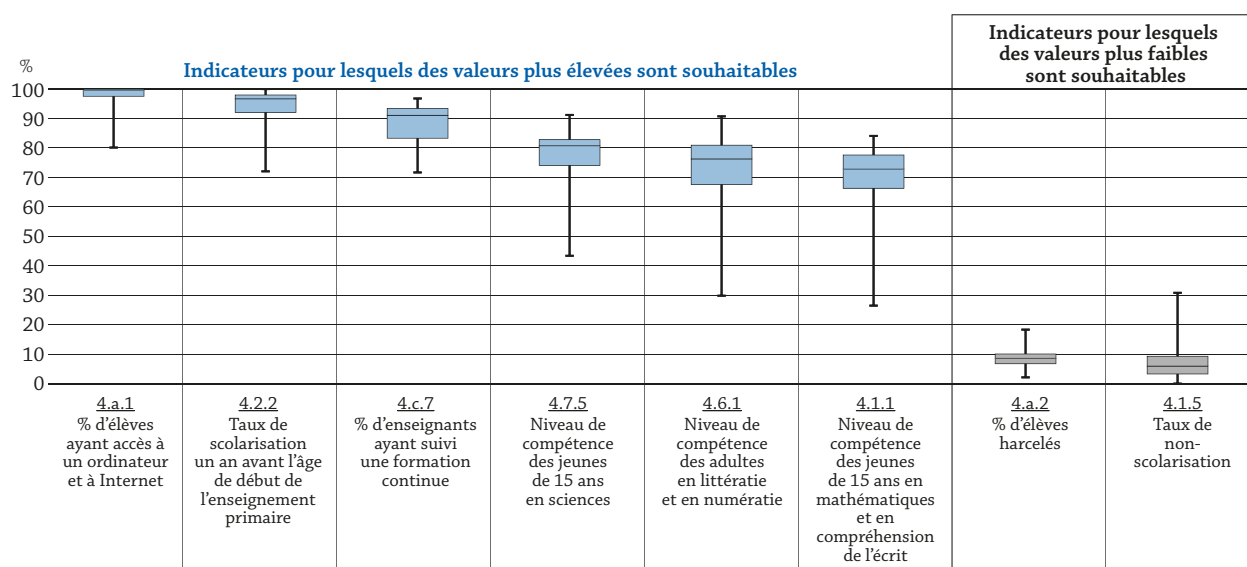 Indicateurs pour lesquels
des valeurs plus faibles
sont souhaitables
%
Indicateurs pour lesquels des valeurs plus élevées sont souhaitables
100
90
80
70
60
50
40
30
20
10
0
4.a.1
% d'élèves
ayant accès à
un ordinateur
et à Internet
4.2.2
Taux de
scolarisation
un an avant l'âge
de début de
l'enseignement
primaire
4.c.7
% d'enseignants
ayant suivi
une formation
continue
4.7.5
Niveau de
compétence
des jeunes
de 15 ans
en sciences
4.6.1
Niveau de
compétence
des adultes
en littératie
et en numératie
4.1.1
Niveau de
compétence
des jeunes
de 15 ans en
mathématiques
et en
compréhension
de l'écrit
4.a.2
% d'élèves
harcelés
4.1.5
Taux de
non-
scolarisation